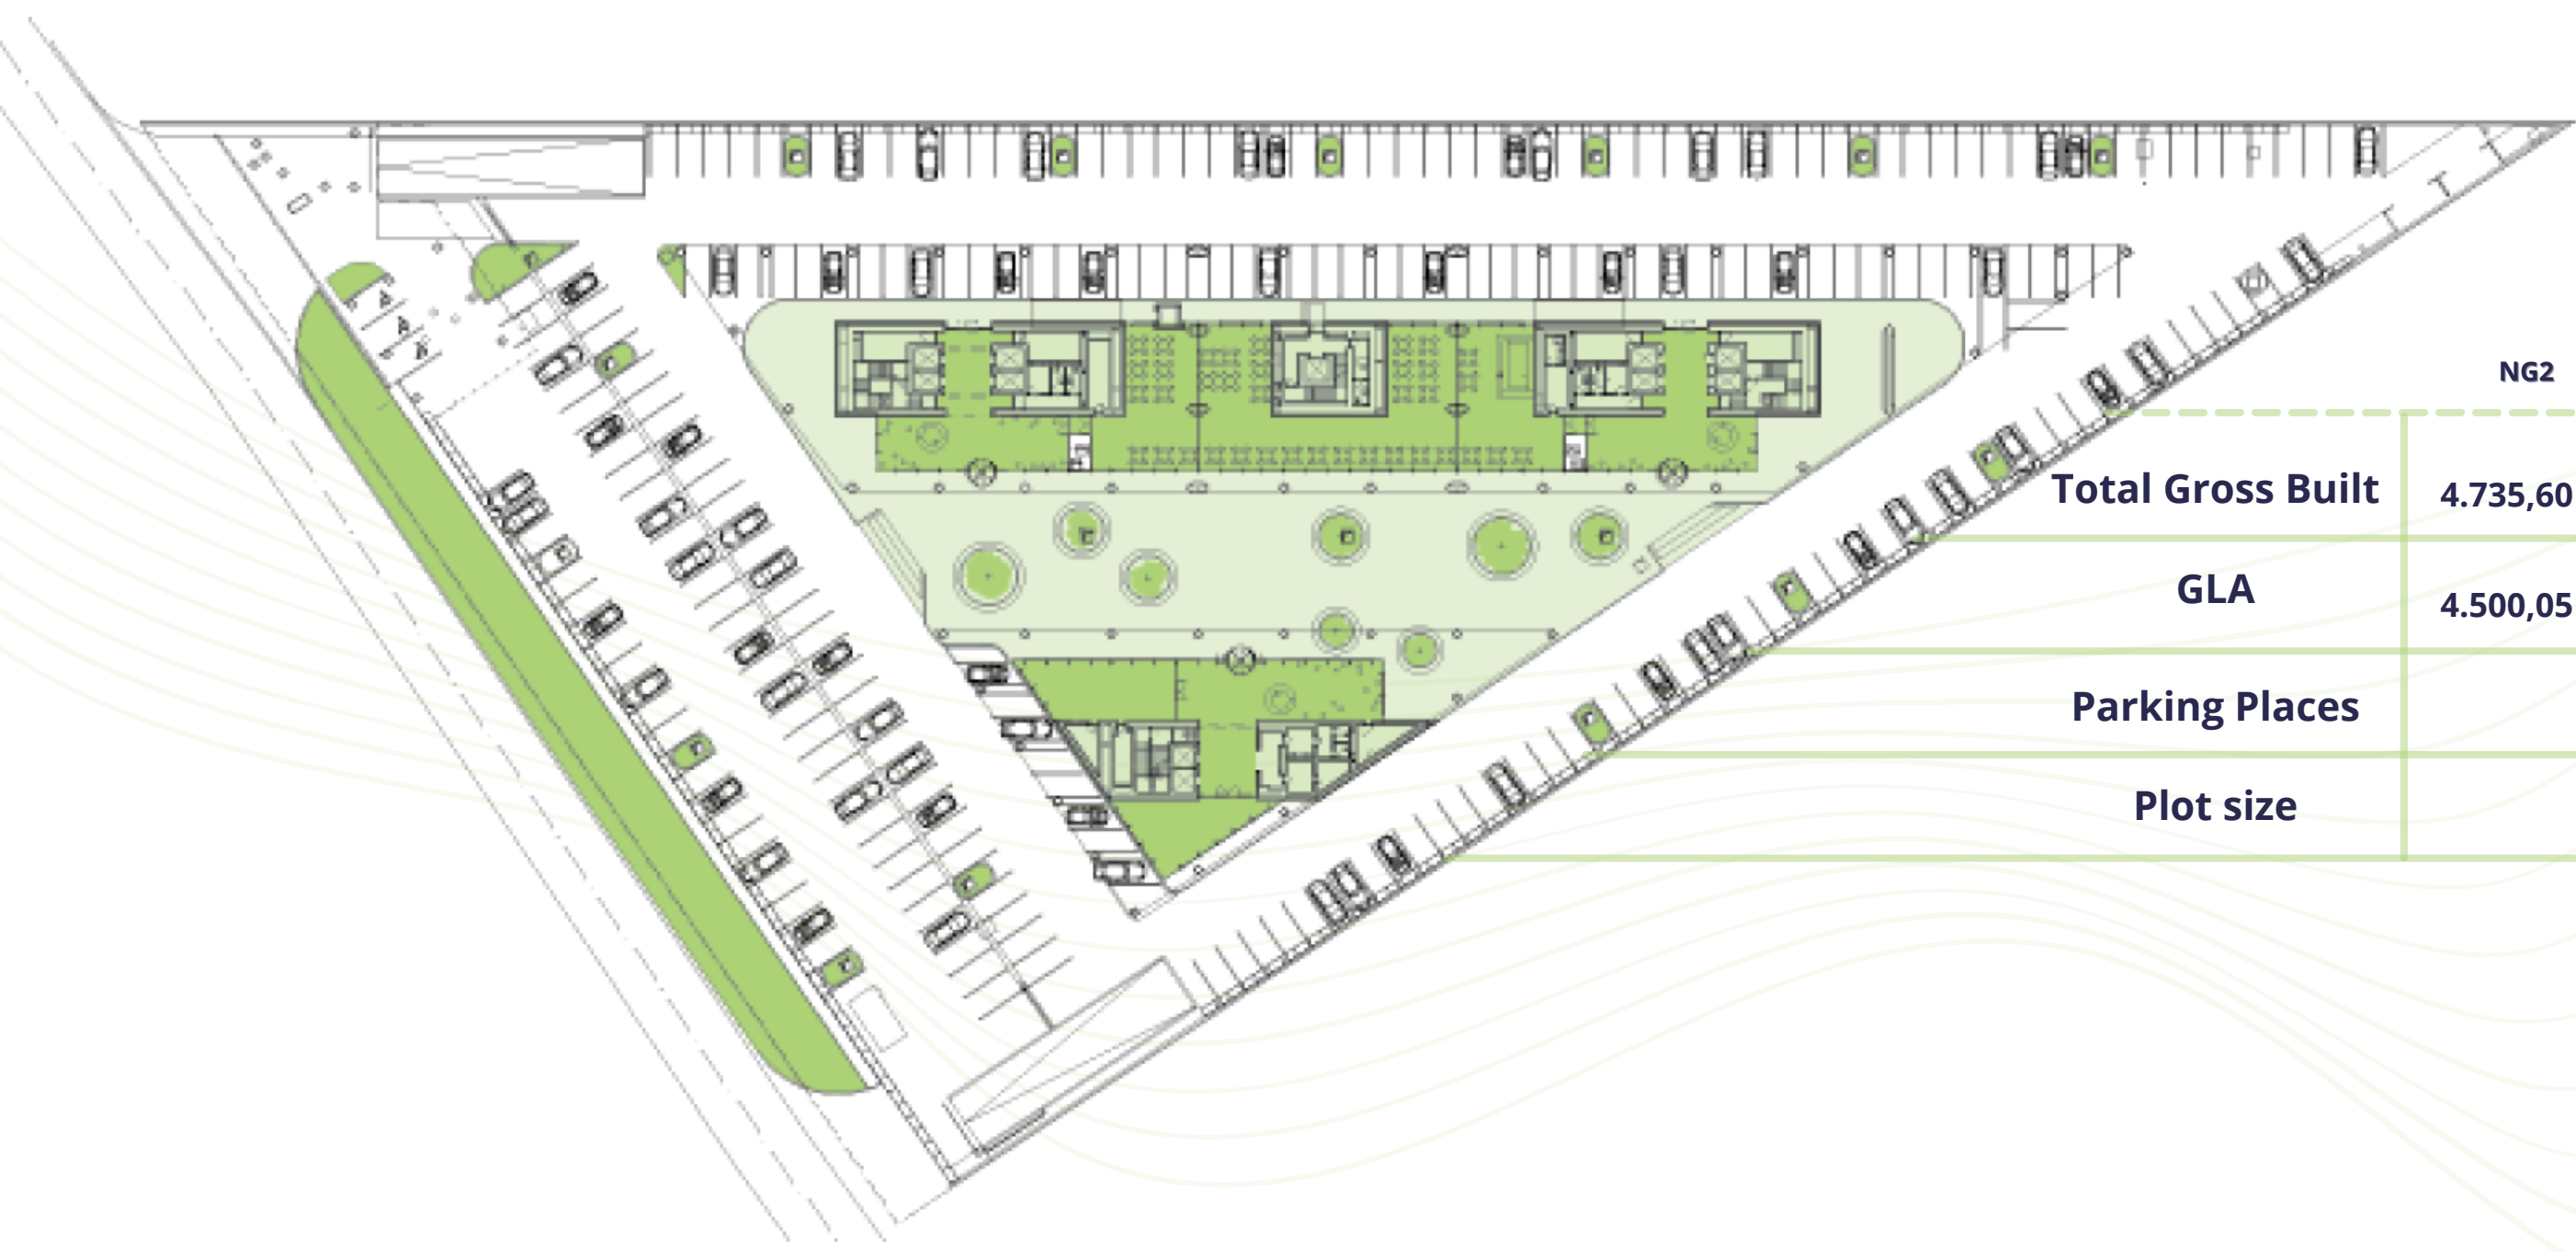 NG2
Total Gross Built 4.735,60
GLA 4.500,05
Parking Places
Plot size